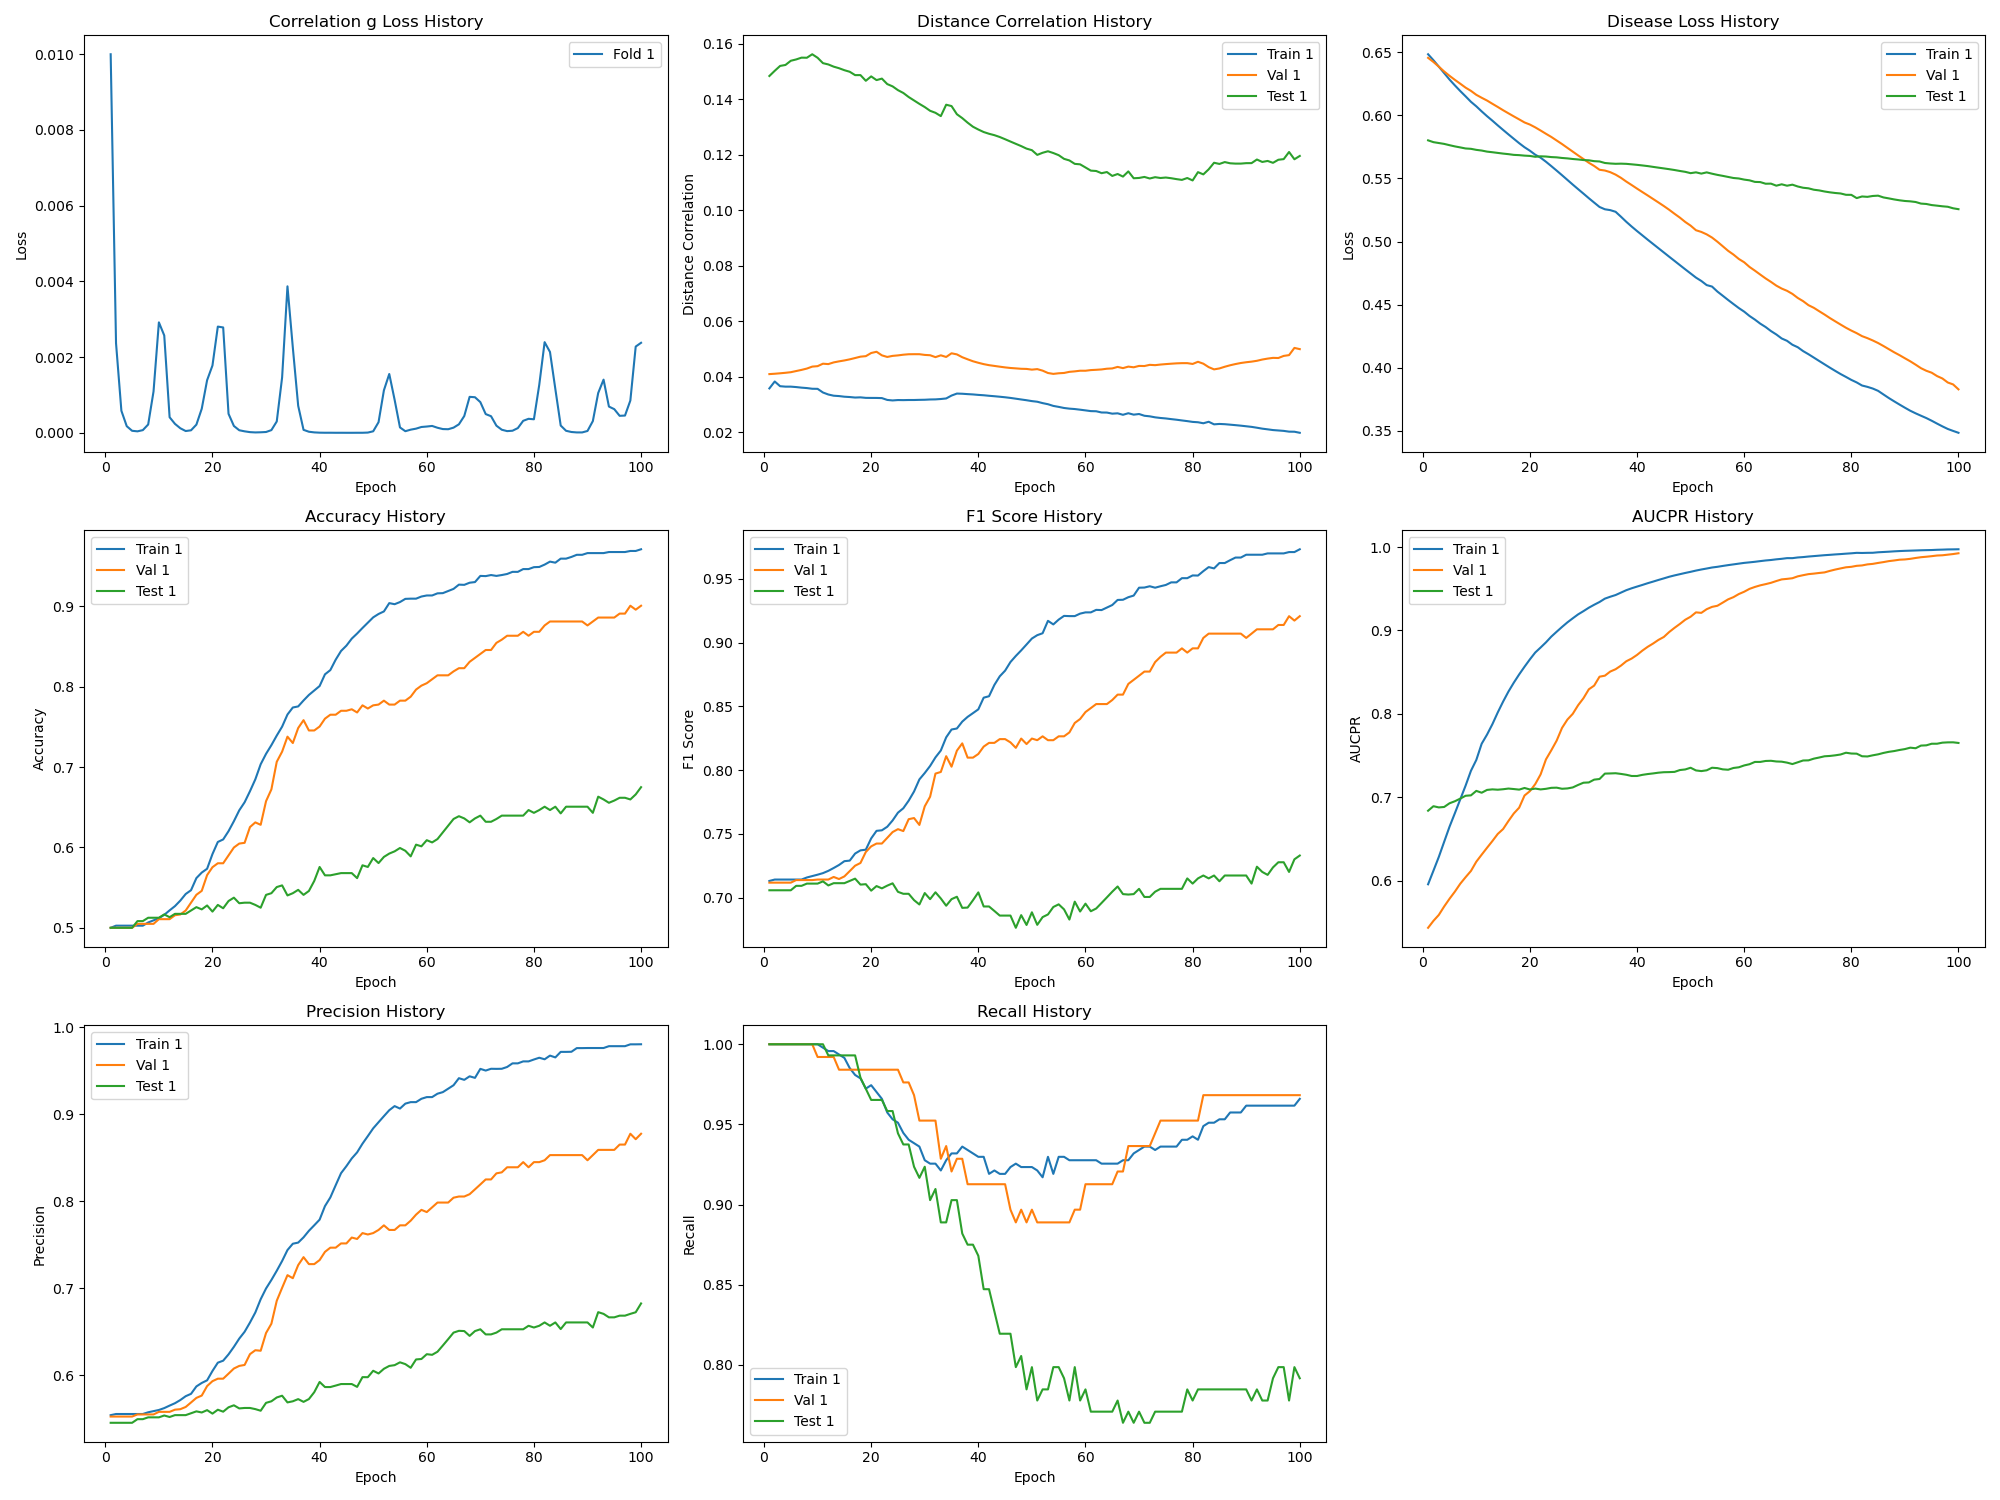 Correlation g Loss History
Loss
0.010
0.008
0.006
0.004
0.002
0.000
Fold 1
0 20 40 60 80 100
Epoch
Distance Correlation History
Distance Correlation
0.16
0.14
0.12
0.10
0.08
0.06
0.04
0.02
Train 1
Val 1
Test 1
0 20 40 60 80 100
Epoch
Disease Loss History
Loss
0.65
0.60
0.55
0.50
0.45
0.40
0.35
Train 1
Val 1
Test 1
0 20 40 60 80 100
Epoch
Accuracy History
Accuracy
0.9
0.8
0.7
0.6
0.5
Train 1
Val 1
Test 1
0 20 40 60 80 100
Epoch
F1 Score History
F1 Score
0.95
0.90
0.85
0.80
0.75
0.70
Train 1
Val 1
Test 1
0 20 40 60 80 100
Epoch
AUCPR History
AUCPR
1.0
0.9
0.8
0.7
0.6
Train 1
Val 1
Test 1
0 20 40 60 80 100
Epoch
Precision History
Precision
1.0
0.9
0.8
0.7
0.6
Train 1
Val 1
Test 1
0 20 40 60 80 100
Epoch
Recall History
Recall
1.00
0.95
0.90
0.85
0.80
Train 1
Val 1
Test 1
0 20 40 60 80 100
Epoch